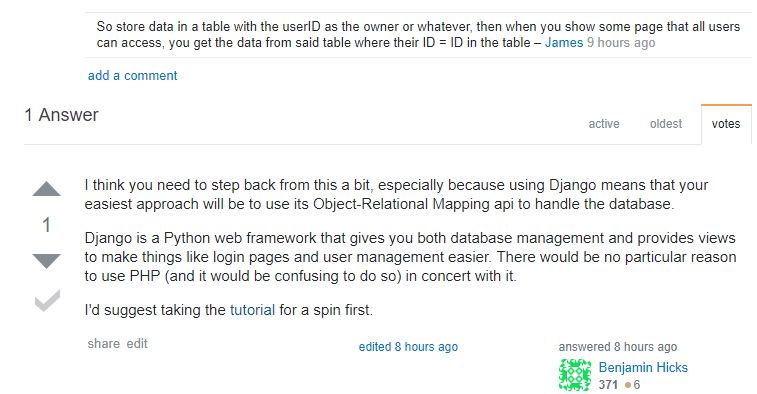 So store data in a table with the userID as the owner or whatever, then when you show some page that all users
can access, you get the data from said table where their ID = ID in the table – James 9 hours ago
add a comment
1 Answer
active oldest votes
I think you need to step back from this a bit, especially because using Django means that your
easiest approach will be to use its Object-Relational Mapping api to handle the database.
1
Django is a Python web framework that gives you both database management and provides views
to make things like login pages and user management easier. There would be no particular reason
to use PHP (and it would be confusing to do so) in concert with it.
I'd suggest taking the tutorial for a spin first.
share edit
edited 8 hours ago
answered 8 hours ago
Benjamin Hicks
371 ●6